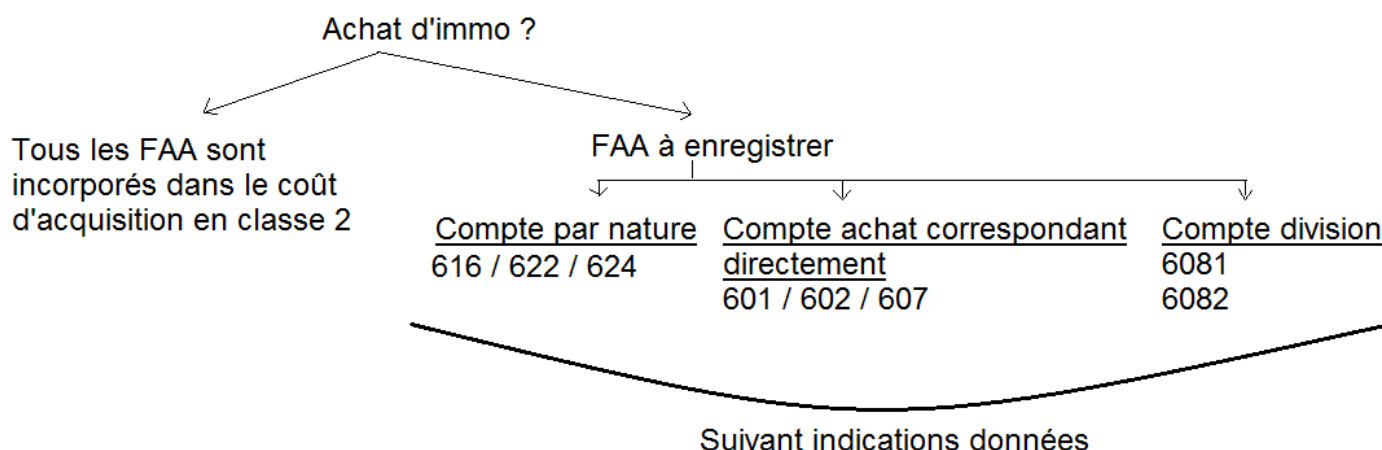 Achat d'immo ?
Tous les FAA sont
incorporés dans le coût
d'acquisition en classe 2
FAA à enregistrer
Compte par nature
616 / 622 / 624
Compte achat correspondant
directement
601 / 602 / 607
Compte division
6081
6082
Suivant indications données